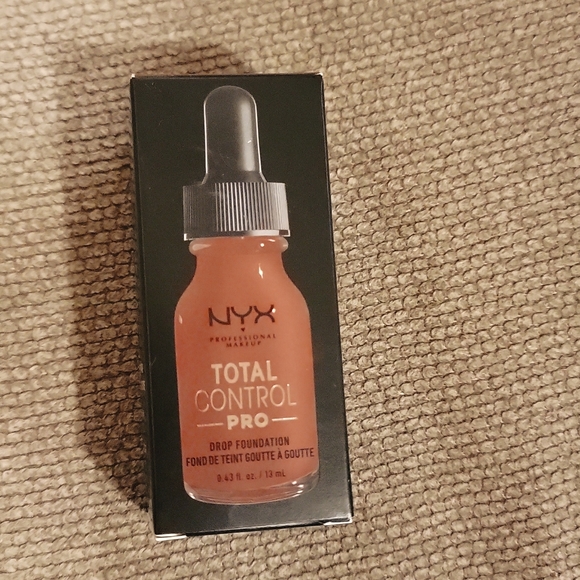 NYX
PROFESSIONAL
MAKEUP
TOTAL
CONTROL
PRO
DROP FOUNDATION
FOND DE TEINT GOUTTE À GOUTTE
0.43 fl. oz. / 13 mL